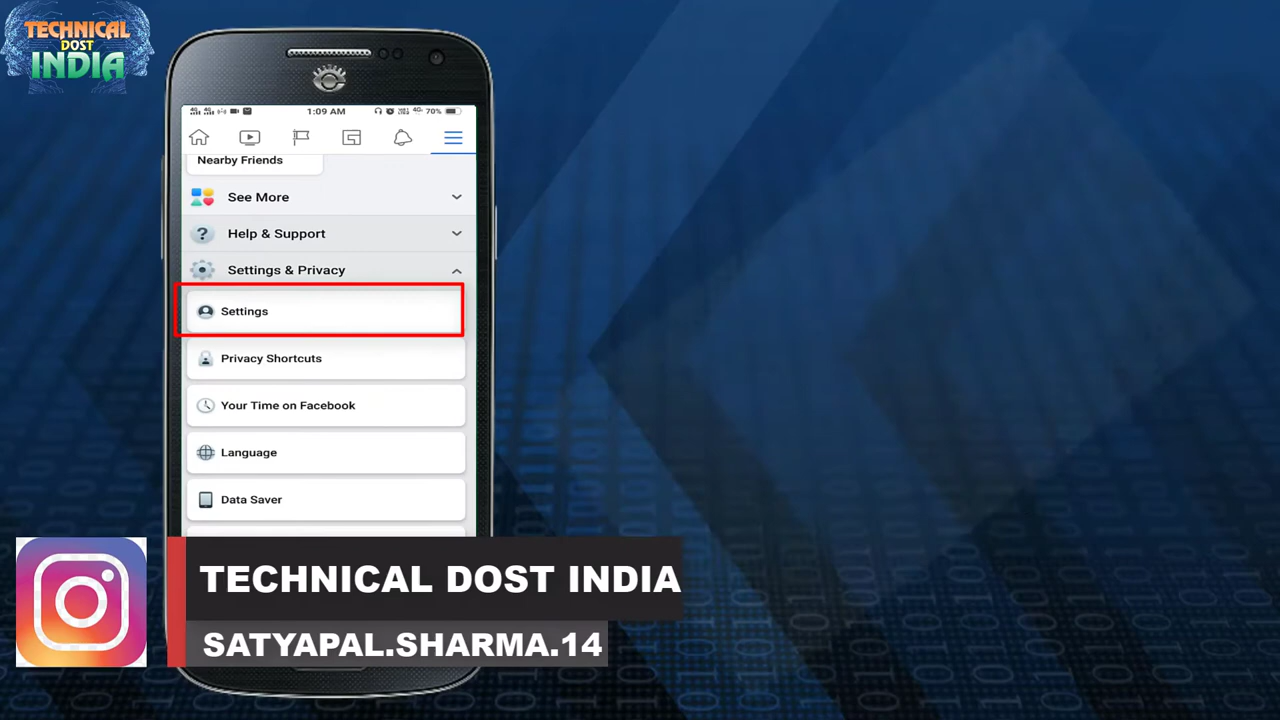 TECHNICAL
DOST
INDIA
1:09 AM
4G 70%
Nearby Friends
See More
Help & Support
Settings & Privacy
Settings
Privacy Shortcuts
Your Time on Facebook
Language
Data Saver
TECHNICAL DOST INDIA
SATYAPAL.SHARMA.14